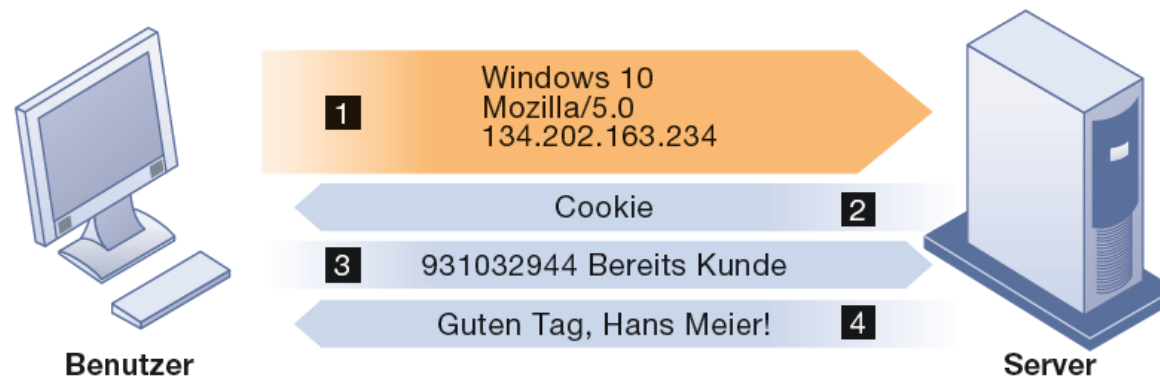 Windows 10
Mozilla/5.0
1
134.202.163.234
Cookie
2
3
931032944 Bereits Kunde
Guten Tag, Hans Meier!
4
Benutzer
Server